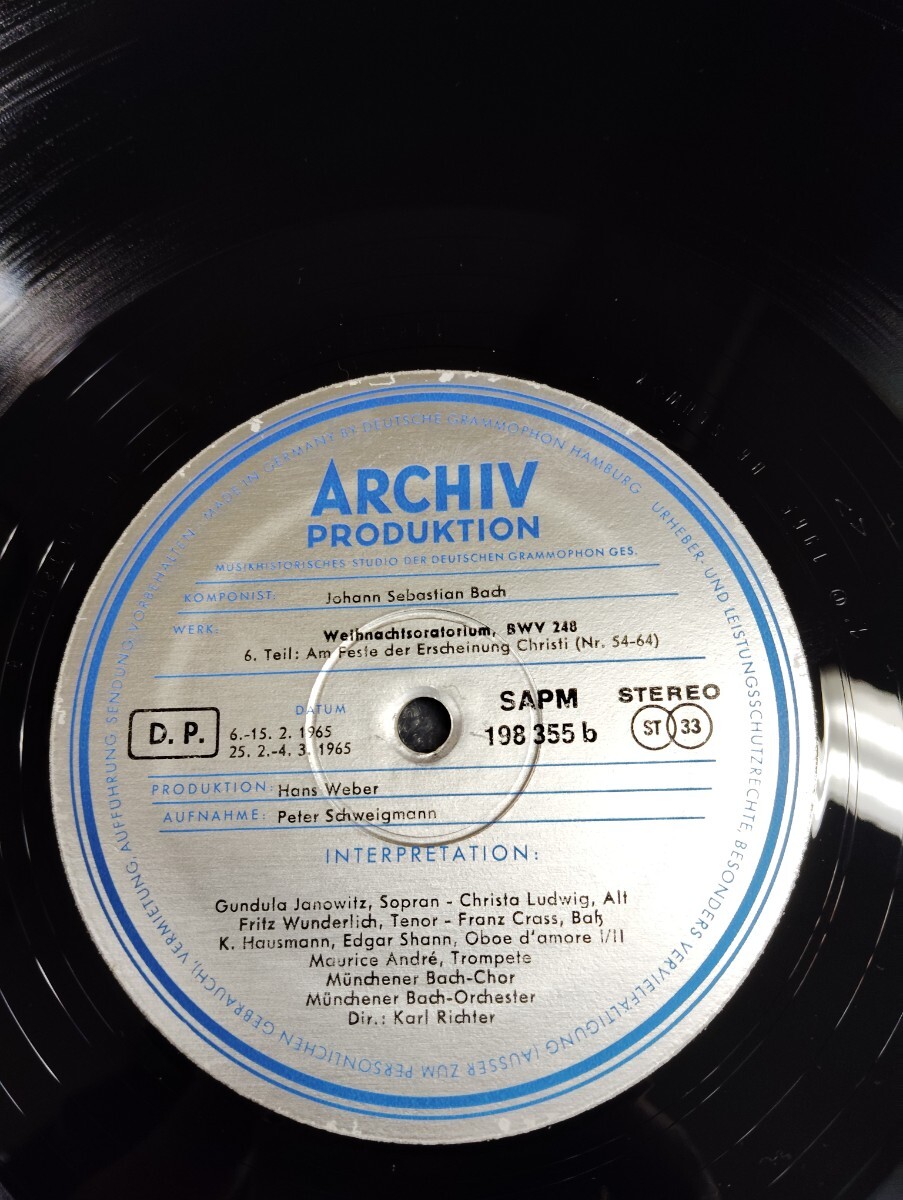 MADE IN GERMANY BY DEUTSCHE GRAMMOPHON HAMBURG · URHEBER- UND LEISTUNGSSCHUTZRECHTE, BESONDERS VERVIELFÄLTIGUNG (AUSSER ZUM PERSÖNLICHEN GEBRAUCH), VERMIETUNG, AUFFÜHRUNG, SENDUNG, VORBEHALTEN ·
ARCHIV
PRODUKTION
MUSIKHISTORISCHES STUDIO DER DEUTSCHEN GRAMMOPHON GES.
KOMPONIST: Johann Sebastian Bach
WERK: Weihnachtsoratorium, BWV 248
6. Teil: Am Feste der Erscheinung Christi (Nr. 54-64)
D. P.
DATUM
6.-15. 2. 1965
25. 2.-4. 3. 1965
SAPM
198 355 b
STEREO
ST 33
PRODUKTION: Hans Weber
AUFNAHME: Peter Schweigmann
INTERPRETATION:
Gundula Janowitz, Sopran - Christa Ludwig, Alt
Fritz Wunderlich, Tenor - Franz Crass, Baß
K. Hausmann, Edgar Shann, Oboe d'amore I/II
Maurice André, Trompete
Münchener Bach-Chor
Münchener Bach-Orchester
Dir.: Karl Richter